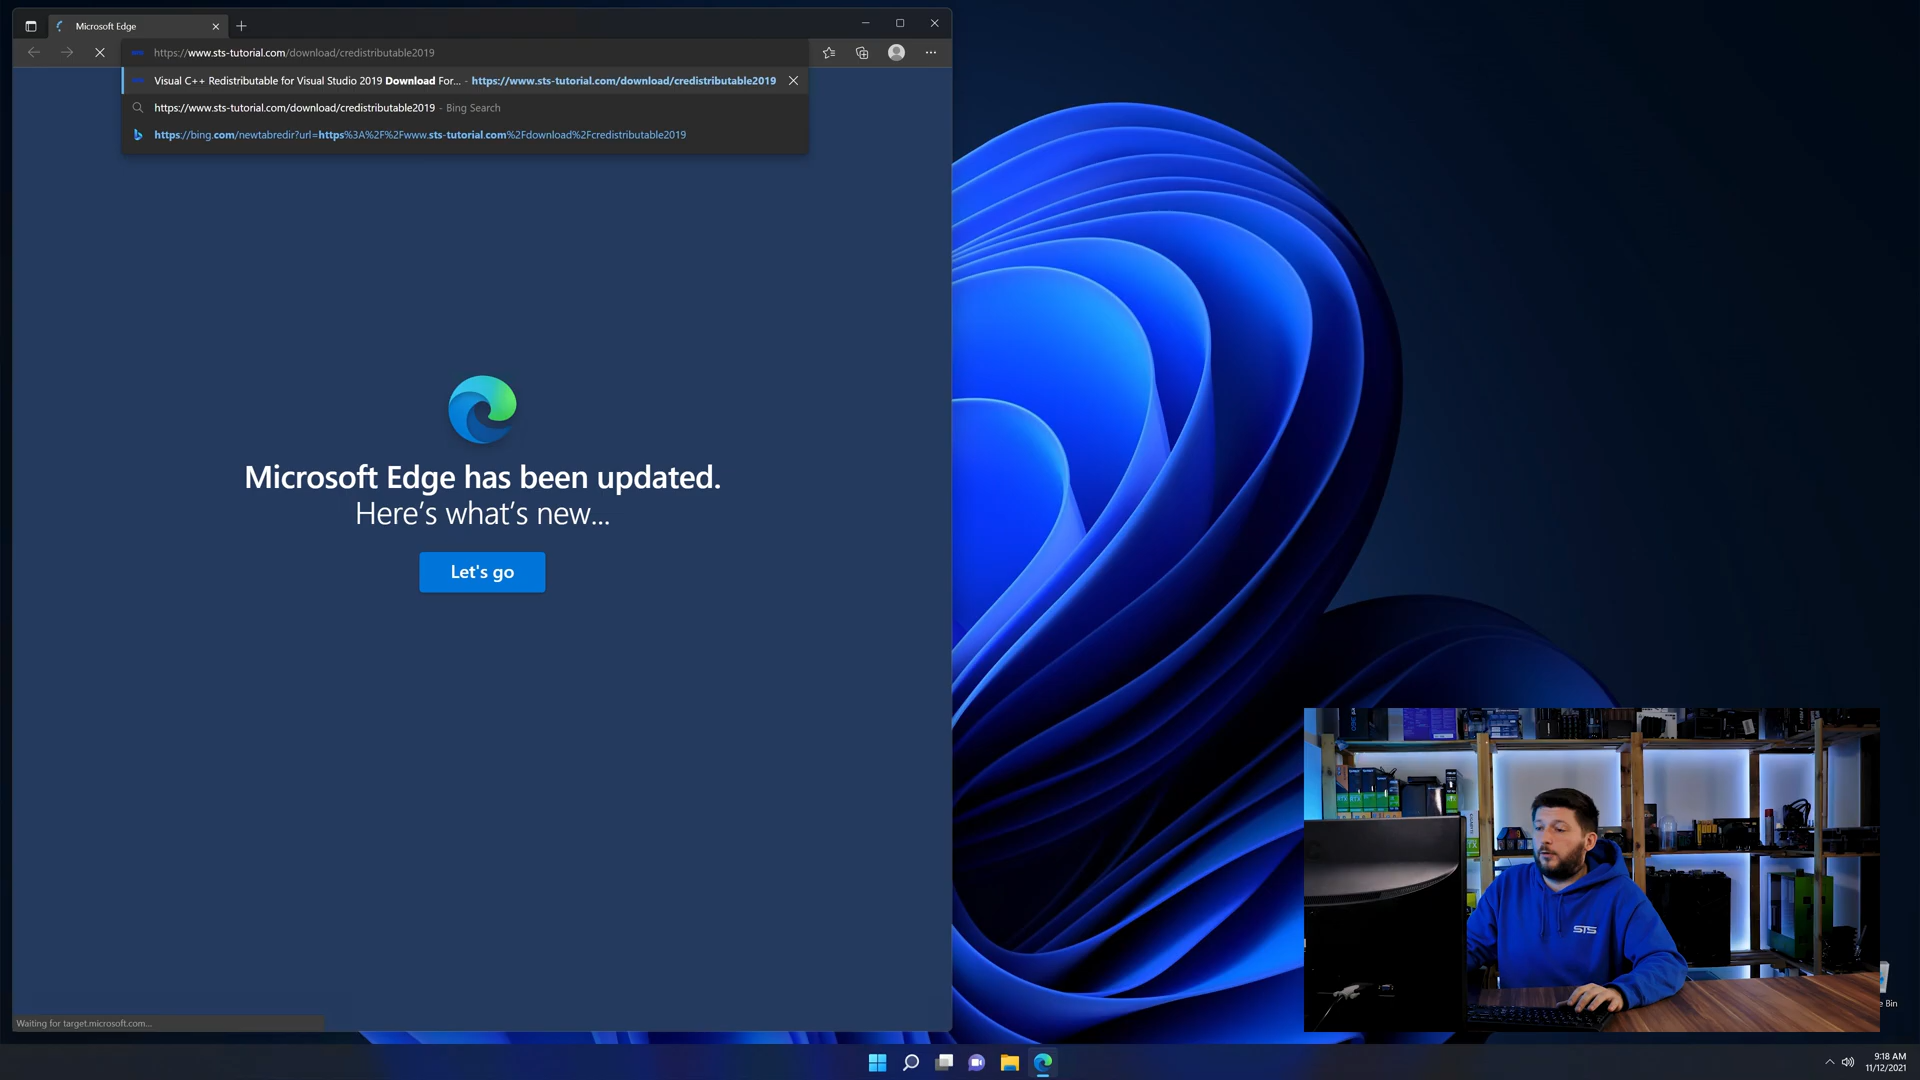 Microsoft Edge
https://www.sts-tutorial.com/download/credistributable2019
Visual C++ Redistributable for Visual Studio 2019 Download For... - https://www.sts-tutorial.com/download/credistributable2019
https://www.sts-tutorial.com/download/credistributable2019 - Bing Search
https://bing.com/newtabredir?url=https%3A%2F%2Fwww.sts-tutorial.com%2Fdownload%2Fcredistributable2019
Microsoft Edge has been updated.
Here's what's new...
Let's go
STS
Bin
Waiting for target.microsoft.com...
9:18 AM
11/12/2021